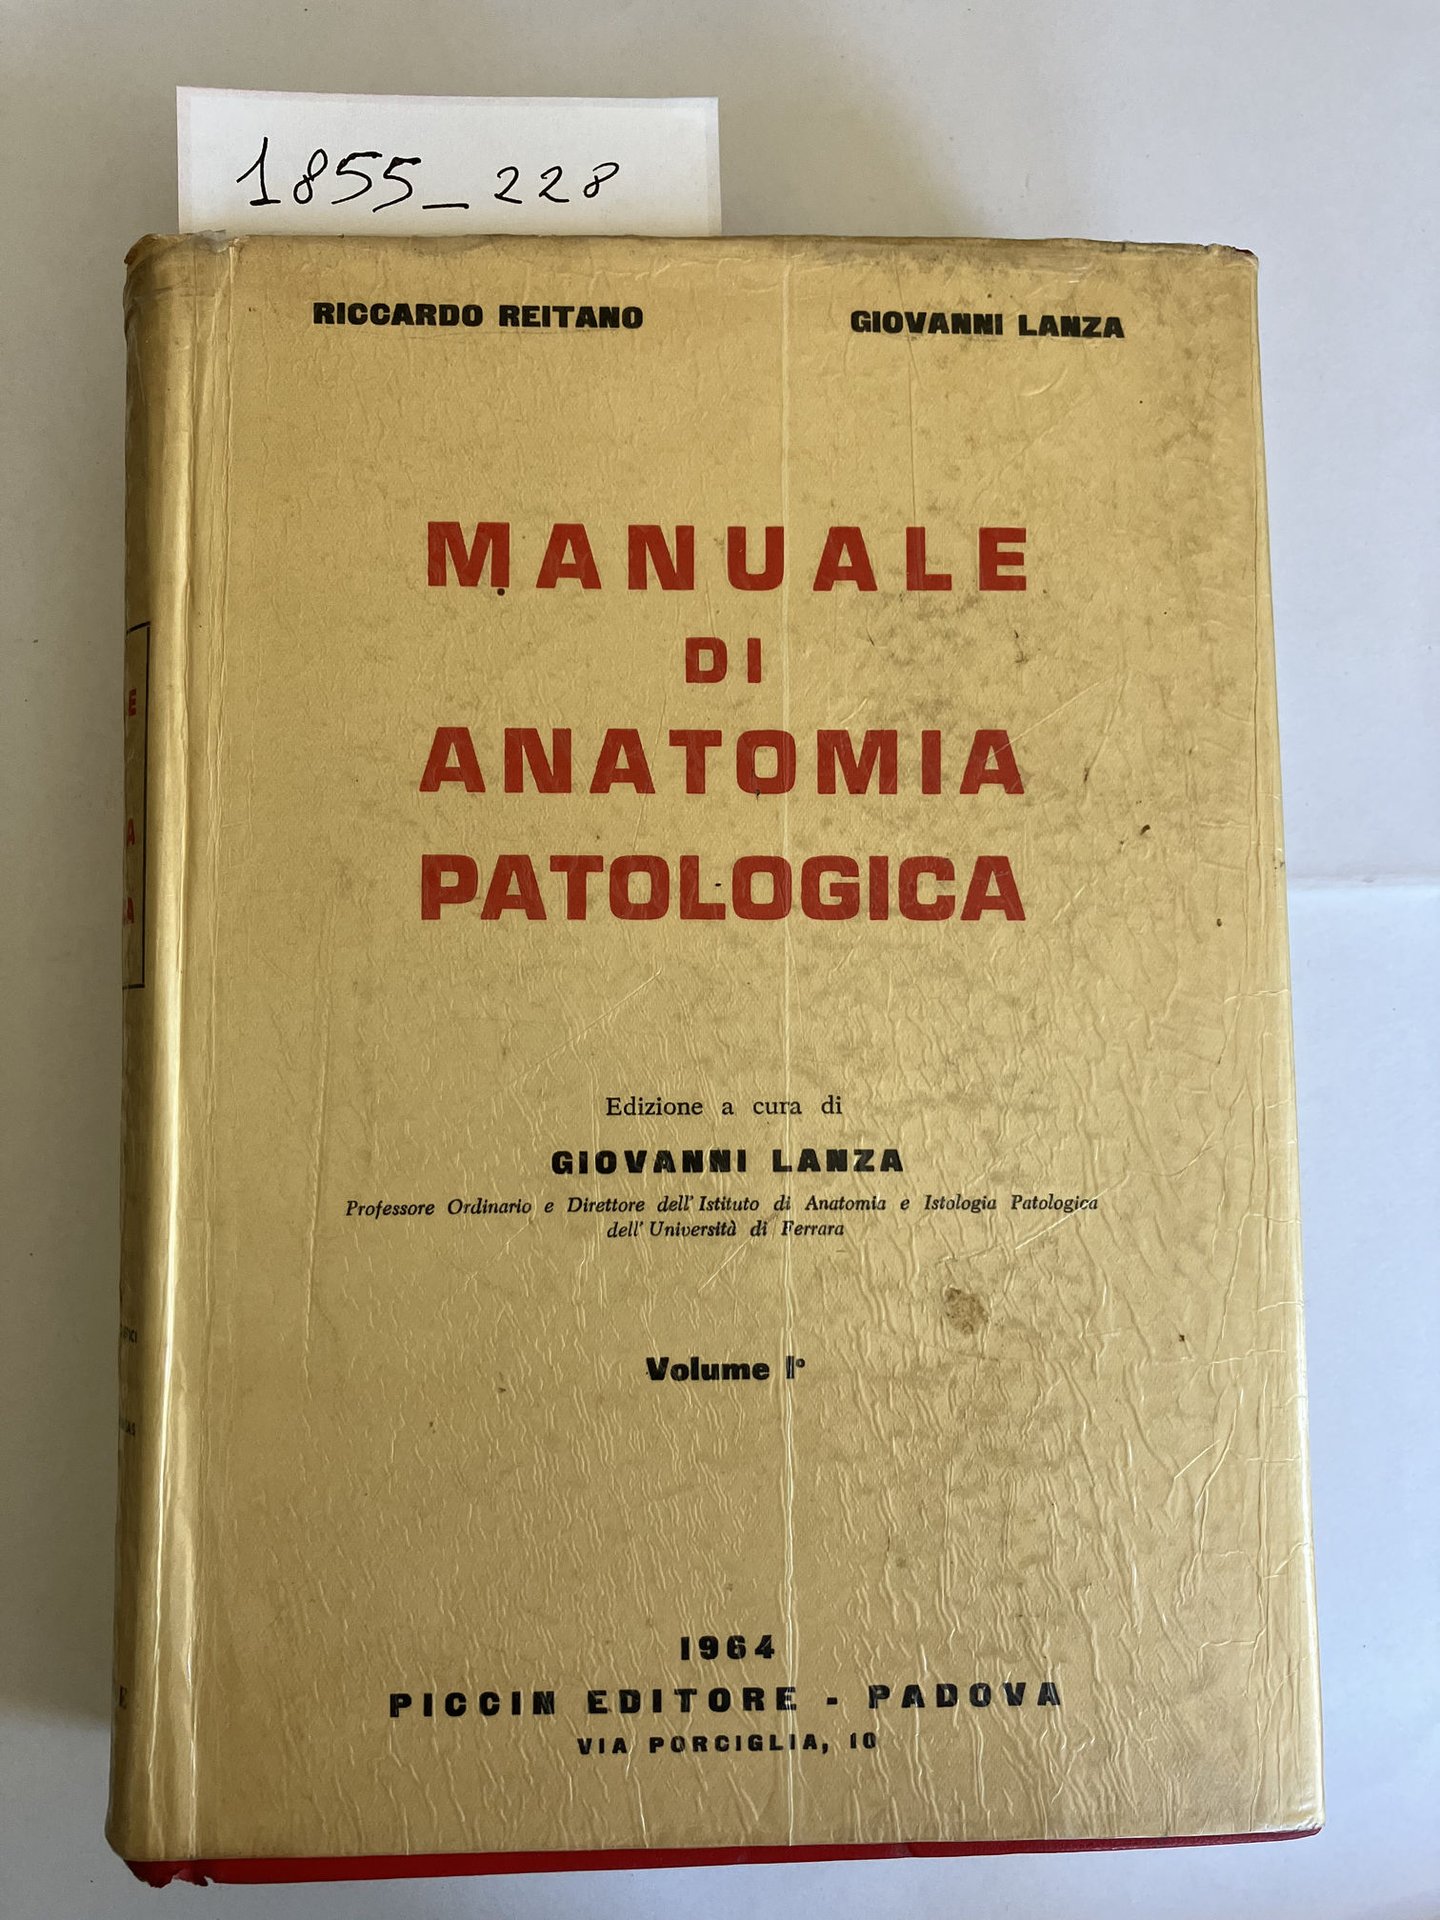 1855_228
RICCARDO REITANO GIOVANNI LANZA
MANUALE
DI
ANATOMIA
PATOLOGICA
Edizione a cura di
GIOVANNI LANZA
Professore Ordinario e Direttore dell' Istituto di Anatomia e Istologia Patologica
dell' Università di Ferrara
Volume I°
1964
PICCIN EDITORE - PADOVA
VIA PORCIGLIA, 10